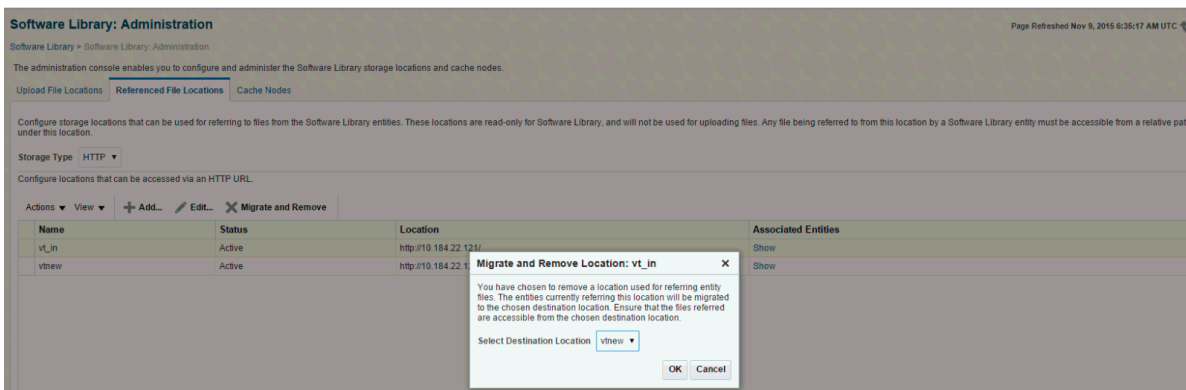 Software Library: Administration
Page Refreshed Nov 9, 2015 6:35:17 AM UTC
Software Library > Software Library: Administration
The administration console enables you to configure and administer the Software Library storage locations and cache nodes.
Upload File Locations Referenced File Locations Cache Nodes
Configure storage locations that can be used for referring to files from the Software Library entities. These locations are read-only for Software Library, and will not be used for uploading files. Any file being referred to from this location by a Software Library entity must be accessible from a relative pat
under this location.
Storage Type HTTP
Configure locations that can be accessed via an HTTP URL.
Actions View Add... Edit... Migrate and Remove
Name Status Location Associated Entities
vt_in Active http://10.184.22.121/ Show
vtnew Active http://10.184.22.1 Show
Migrate and Remove Location: vt_in
You have chosen to remove a location used for referring entity
files. The entities currently referring this location will be migrated
to the chosen destination location. Ensure that the files referred
are accessible from the chosen destination location.
Select Destination Location vtnew
OK Cancel